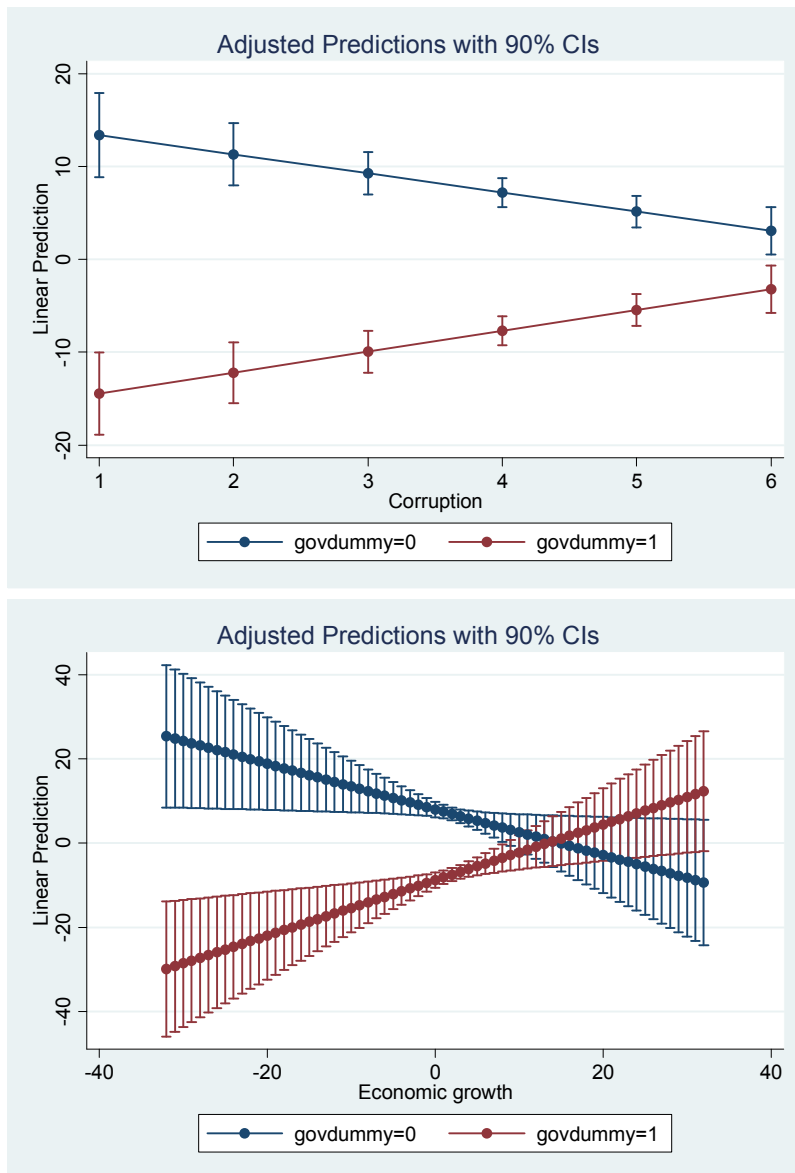 Adjusted Predictions with 90% CIs
20
10
0
-10
-20
Linear Prediction
1 2 3 4 5 6
Corruption
govdummy=0 govdummy=1
Adjusted Predictions with 90% CIs
40
20
0
-20
-40
Linear Prediction
-40 -20 0 20 40
Economic growth
govdummy=0 govdummy=1